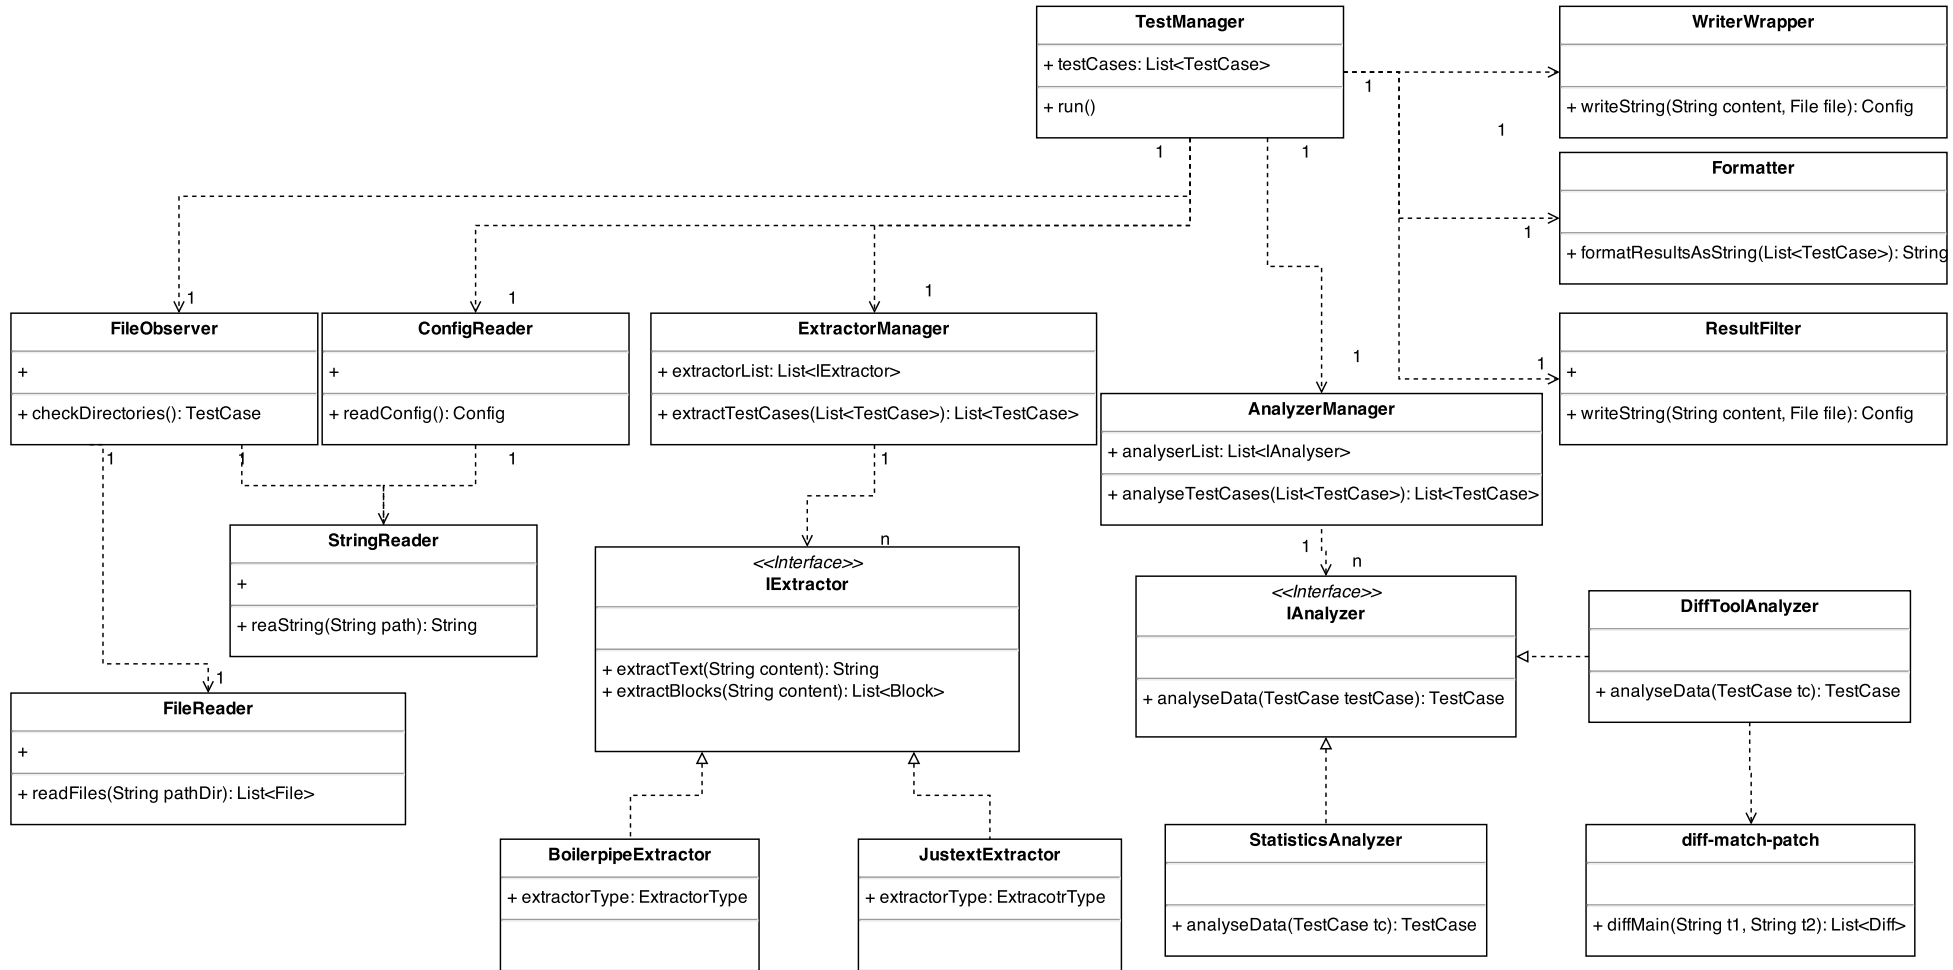 TestManager
+ testCases: List<TestCase>
+ run()
1
1
1
1
WriterWrapper
+ writeString(String content, File file): Config
Formatter
+ formatResultsAsString(List<TestCase>): String
1
ResultFilter
+
+ writeString(String content, File file): Config
1
1
FileObserver
+
+ checkDirectories(): TestCase
1
1
1
ConfigReader
+
+ readConfig(): Config
1
1
ExtractorManager
+ extractorList: List<IExtractor>
+ extractTestCases(List<TestCase>): List<TestCase>
1
1
AnalyzerManager
+ analyserList: List<IAnalyser>
+ analyseTestCases(List<TestCase>): List<TestCase>
1
n
StringReader
+
+ reaString(String path): String
1
FileReader
+
+ readFiles(String pathDir): List<File>
n
<<Interface>>
IExtractor
+ extractText(String content): String
+ extractBlocks(String content): List<Block>
<<Interface>>
IAnalyzer
+ analyseData(TestCase testCase): TestCase
DiffToolAnalyzer
+ analyseData(TestCase tc): TestCase
BoilerpipeExtractor
+ extractorType: ExtractorType
JustextExtractor
+ extractorType: ExtracotrType
StatisticsAnalyzer
+ analyseData(TestCase tc): TestCase
diff-match-patch
+ diffMain(String t1, String t2): List<Diff>